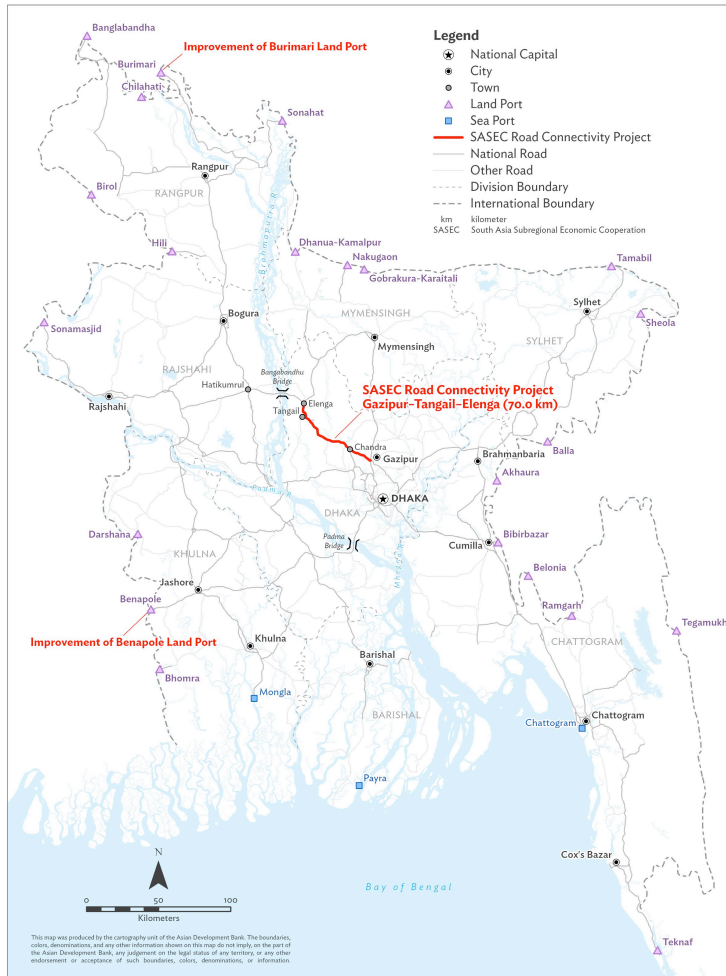 Banglabandha
Improvement of Burimari Land Port
Burimari
Chilahati
Sonahat
Legend
National Capital
City
Town
Land Port
Sea Port
SASEC Road Connectivity Project
National Road
Other Road
Division Boundary
International Boundary
km kilometer
SASEC South Asia Subregional Economic Cooperation
Rangpur
RANGPUR
Birol
Brahmaputra R
Hili
Dhanua-Kamalpur
Nakugaon
Gobrakura-Karaitali
Tamabil
Sylhet
Sheola
SYLHET
Bogura
MYMENSINGH
Mymensingh
Sonamasjid
RAJSHAHI
Bangabandhu
Bridge
Hatikumrul
Rajshahi
Elenga
Tangail
SASEC Road Connectivity Project
Gazipur–Tangail–Elenga (70.0 km)
Chandra
Gazipur
Brahmanbaria
Balla
Akhaura
DHAKA
DHAKA
Padma R
Padma
Bridge
Meghna R
Darshana
KHULNA
Cumilla
Bibirbazar
Belonia
Jashore
Benapole
Ramgarh
Tegamukh
CHATTOGRAM
Improvement of Benapole Land Port
Khulna
Barishal
Bhomra
Mongla
BARISHAL
Chattogram
Chattogram
Payra
Cox's Bazar
N
Bay of Bengal
0 50 100
Kilometers
Teknaf
This map was produced by the cartography unit of the Asian Development Bank. The boundaries,
colors, denominations, and any other information shown on this map do not imply, on the part of
the Asian Development Bank, any judgement on the legal status of any territory, or any other
endorsement or acceptance of such boundaries, colors, denominations, or information.